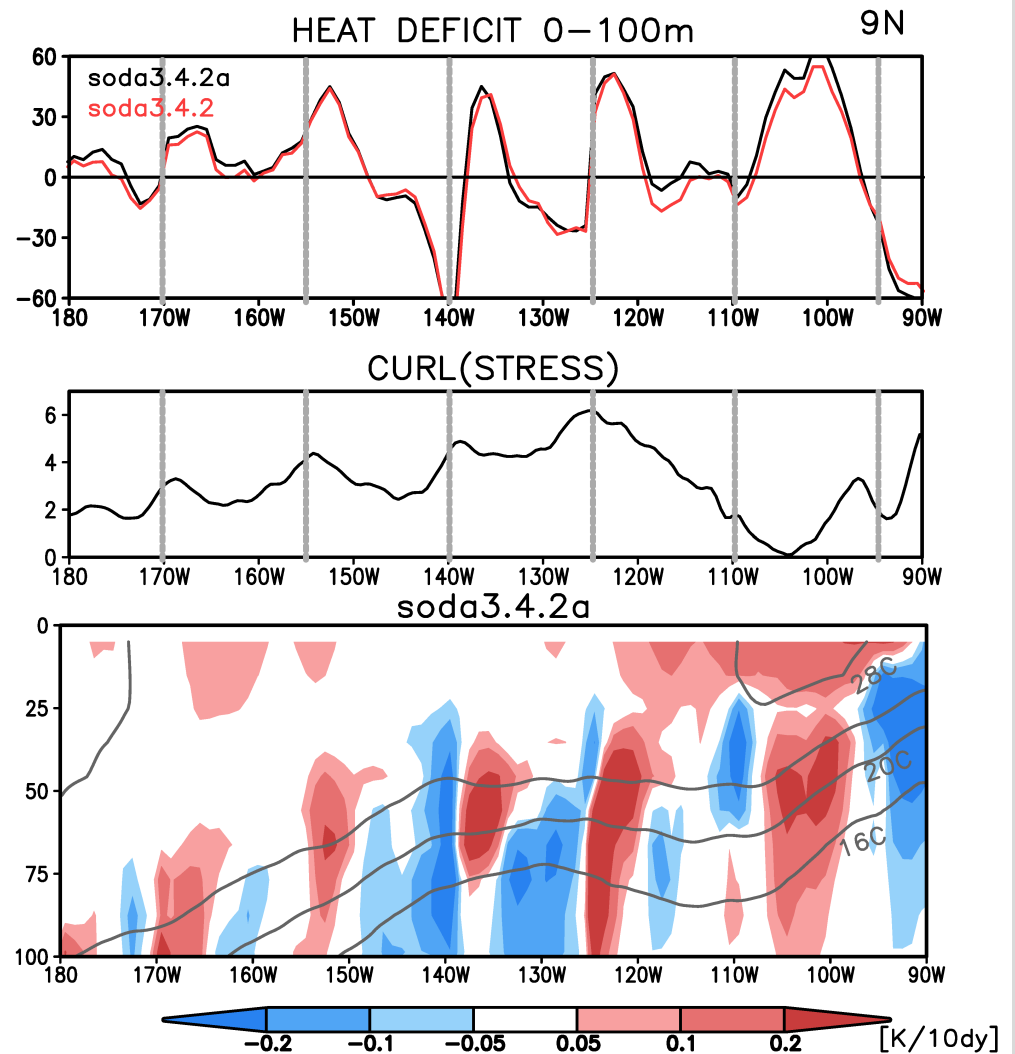 HEAT DEFICIT 0-100m
9N
soda3.4.2a
soda3.4.2
60
30
0
-30
-60
180 170W 160W 150W 140W 130W 120W 110W 100W 90W
CURL(STRESS)
6
4
2
0
180 170W 160W 150W 140W 130W 120W 110W 100W 90W
soda3.4.2a
0
25
50
75
100
28C
20C
16C
180 170W 160W 150W 140W 130W 120W 110W 100W 90W
-0.2 -0.1 -0.05 0.05 0.1 0.2 [K/10dy]